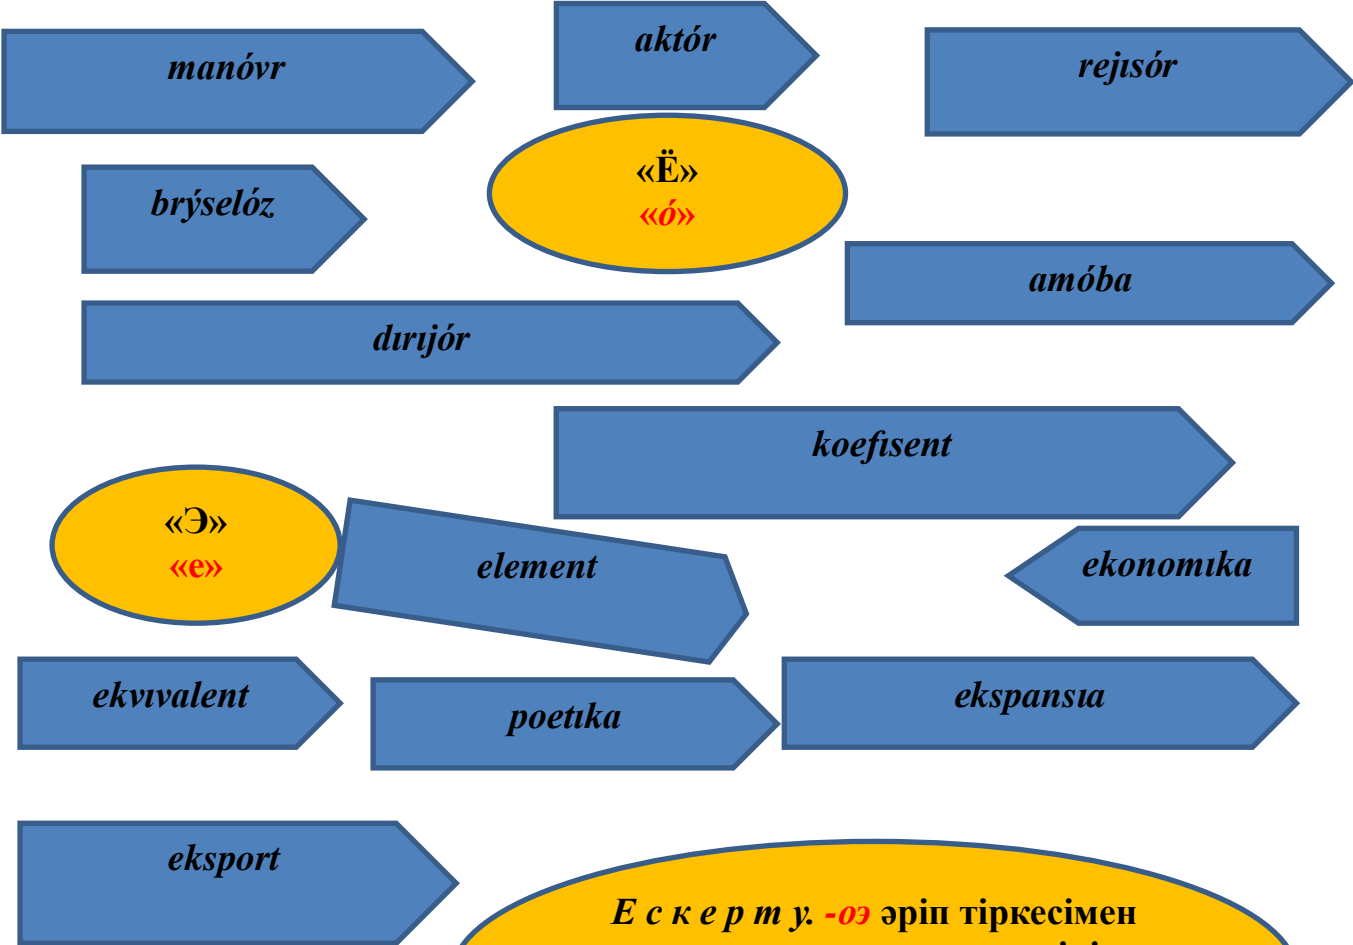 manóvr
aktór
rejısór
«Ё»
«ó»
brýselóz
amóba
dırıjór
koefısent
«Э»
«е»
element
ekonomıka
ekvıvalent
poetıka
ekspansıa
eksport
Е с к е р т у. -оэ әріп тіркесімен